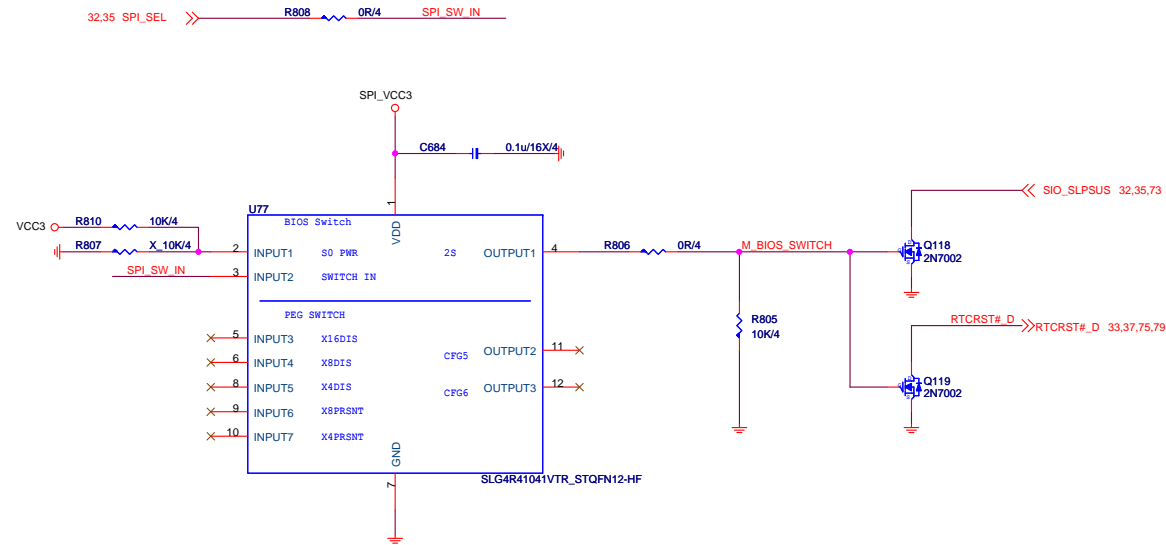 32,35 SPI_SEL R808 0R/4 SPI_SW_IN
SPI_VCC3
C684 0.1u/16X/4
U77
1
VDD
BIOS Switch
VCC3 R810 10K/4
R807 X_10K/4
2 INPUT1 S0 PWR 2S OUTPUT1 4
SPI_SW_IN 3 INPUT2 SWITCH IN
R806 0R/4 M_BIOS_SWITCH
SIO_SLPSUS 32,35,73
Q118
2N7002
PEG SWITCH
5 INPUT3 X16DIS
6 INPUT4 X8DIS
8 INPUT5 X4DIS
9 INPUT6 X8PRSNT
10 INPUT7 X4PRSNT
CFG5 OUTPUT2 11
CFG6 OUTPUT3 12
R805
10K/4
RTCRST#_D RTCRST#_D 33,37,75,79
Q119
2N7002
GND
7
SLG4R41041VTR_STQFN12-HF